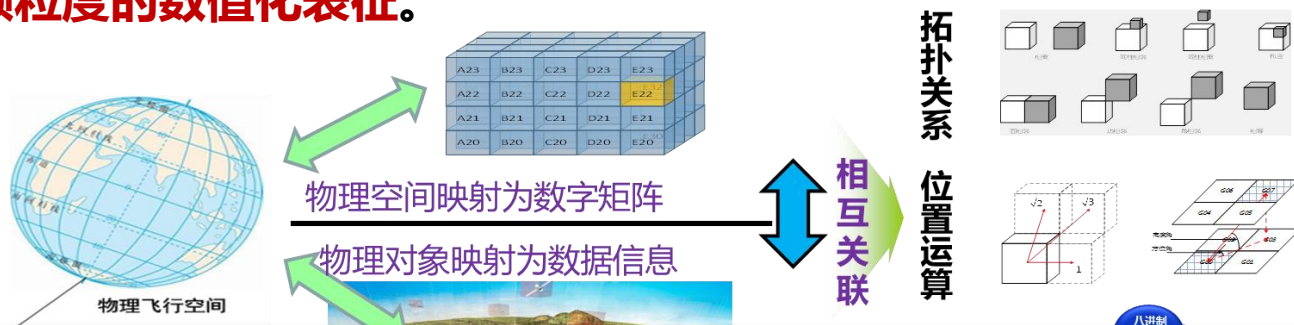 颗粒度的数值化表征。
A23 B23 C23 D23 E23
A22 B22 C22 D22 E22
A21 B21 C21 D21 E21
A20 B20 C20 D20 E20
物理空间映射为数字矩阵
物理对象映射为数据信息
物理飞行空间
相互关联
拓扑关系 位置运算
√2 √3
1
G06 G07
G04 G05
G03
G01
八进制